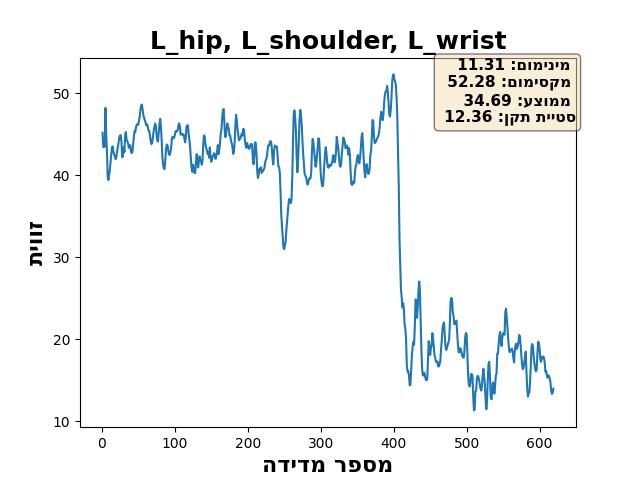 L_hip, L_shoulder, L_wrist
מינימום: 11.31
מקסימום: 52.28
ממוצע: 34.69
סטיית תקן: 12.36
זווית
50
40
30
20
10
0 100 200 300 400 500 600
מספר מדידה